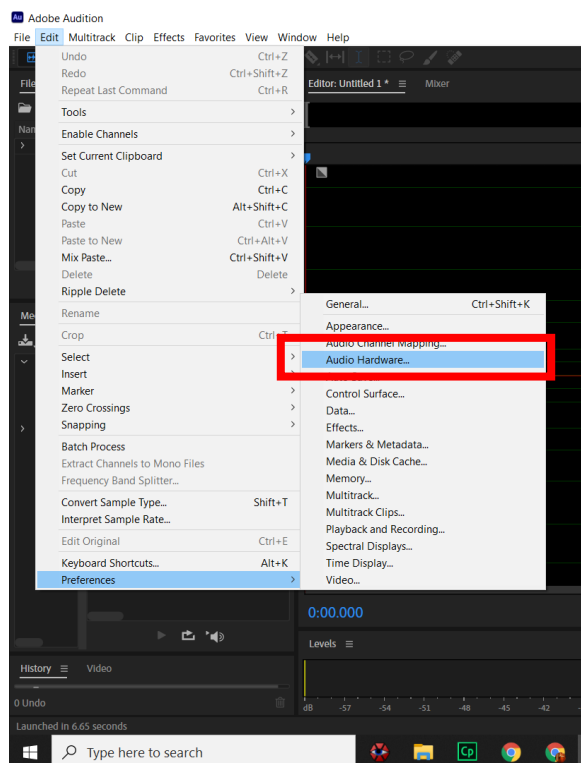 Au Adobe Audition
File Edit Multitrack Clip Effects Favorites View Window Help
Undo Ctrl+Z
Redo Ctrl+Shift+Z
Repeat Last Command Ctrl+R
Tools
Enable Channels
Set Current Clipboard
Cut Ctrl+X
Copy Ctrl+C
Copy to New Alt+Shift+C
Paste Ctrl+V
Paste to New Ctrl+Alt+V
Mix Paste... Ctrl+Shift+V
Delete Delete
Ripple Delete
Rename
Crop Ctrl+T
Select
Insert
Marker
Zero Crossings
Snapping
Batch Process
Extract Channels to Mono Files
Frequency Band Splitter...
Convert Sample Type... Shift+T
Interpret Sample Rate...
Edit Original Ctrl+E
Keyboard Shortcuts... Alt+K
Preferences
General... Ctrl+Shift+K
Appearance...
Audio Channel Mapping...
Audio Hardware...
Control Surface...
Data...
Effects...
Markers & Metadata...
Media & Disk Cache...
Memory...
Multitrack...
Multitrack Clips...
Playback and Recording...
Spectral Displays...
Time Display...
Video...
File
Nan
Me
Editor: Untitled 1 * Mixer
0:00.000
Levels
dB -57 -54 -51 -48 -45 -42
History Video
0 Undo
Launched in 6.65 seconds
Type here to search
Cp